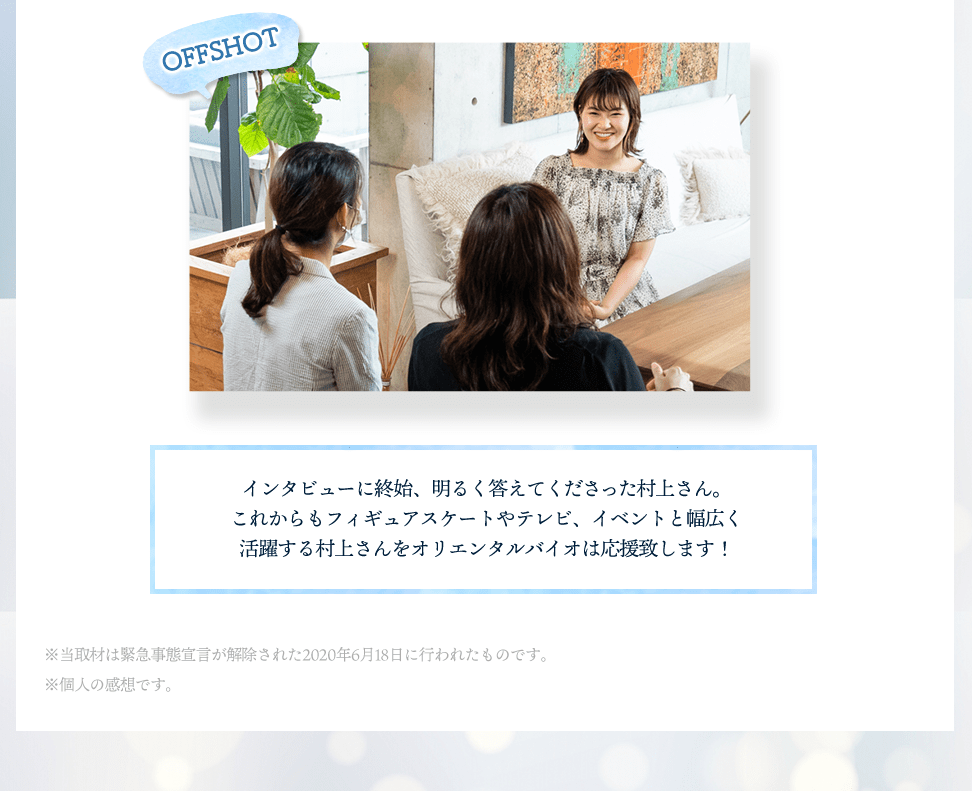 OFFSHOT
インタビューに終始、明るく答えてくださった村上さん。
これからもフィギュアスケートやテレビ、イベントと幅広く
活躍する村上さんをオリエンタルバイオは応援致します！
※当取材は緊急事態宣言が解除された2020年6月18日に行われたものです。
※個人の感想です。